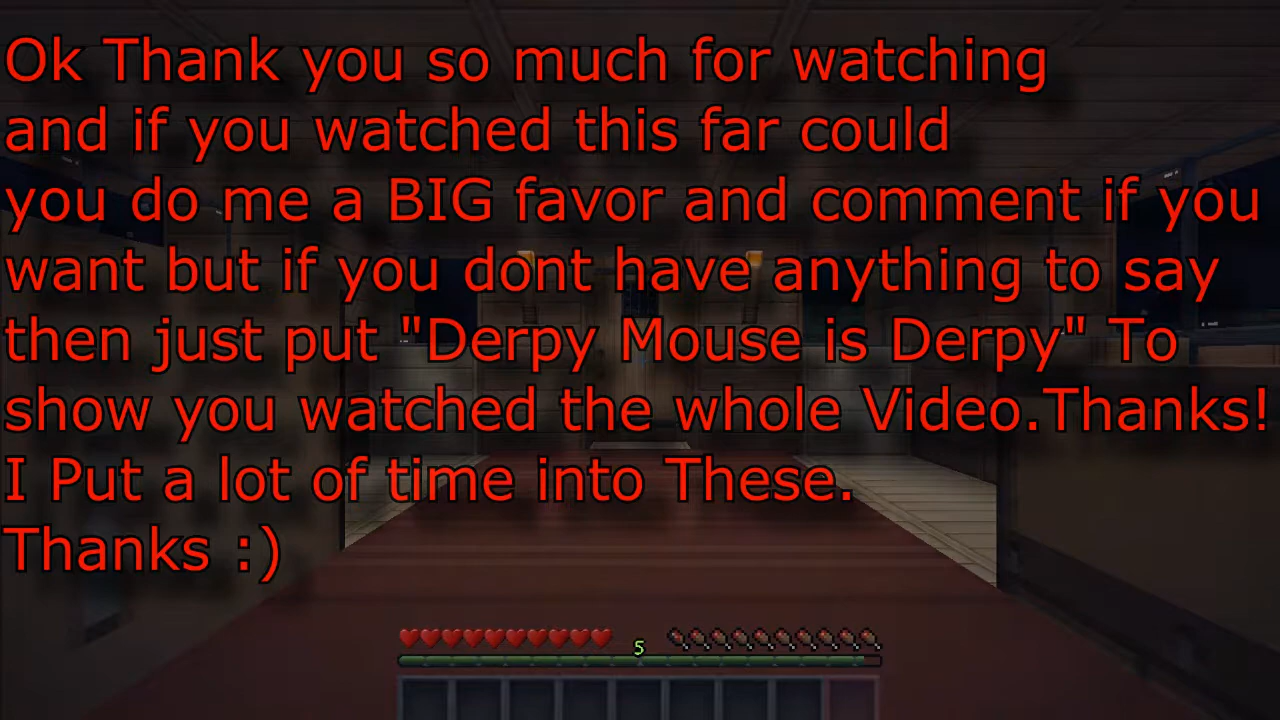 Ok Thank you so much for watching
and if you watched this far could
you do me a BIG favor and comment if you
want but if you dont have anything to say
then just put "Derpy Mouse is Derpy" To
show you watched the whole Video.Thanks!
I Put a lot of time into These.
Thanks :)
5